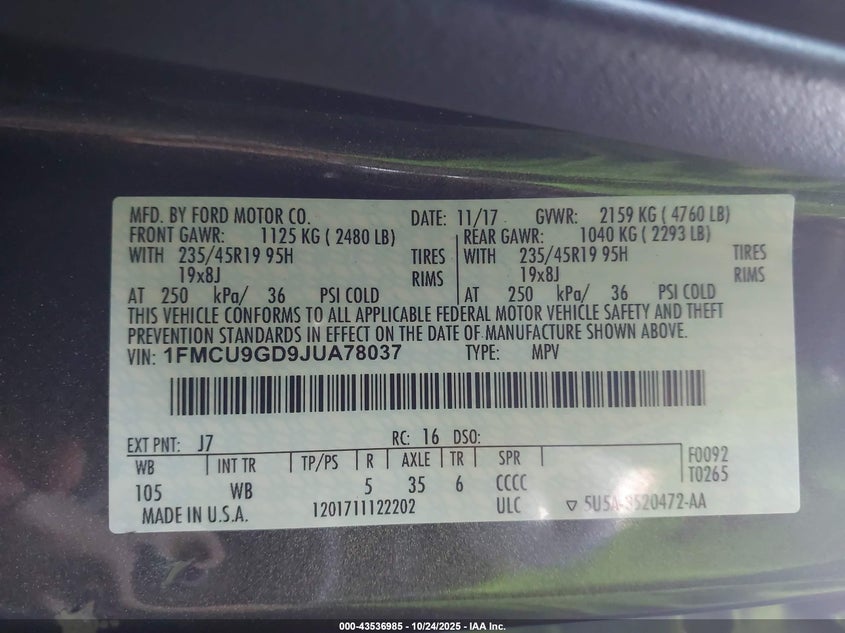 MFD. BY FORD MOTOR CO. DATE: 11/17 GVWR: 2159 KG ( 4760 LB)
FRONT GAWR: 1125 KG ( 2480 LB) REAR GAWR: 1040 KG ( 2293 LB)
WITH 235/45R19 95H TIRES WITH 235/45R19 95H TIRES
19x8J RIMS 19x8J RIMS
AT 250 kPa/ 36 PSI COLD AT 250 kPa/ 36 PSI COLD
THIS VEHICLE CONFORMS TO ALL APPLICABLE FEDERAL MOTOR VEHICLE SAFETY AND THEFT
PREVENTION STANDARDS IN EFFECT ON THE DATE OF MANUFACTURE SHOWN ABOVE.
VIN: 1FMCU9GD9JUA78037 TYPE: MPV
EXT PNT: J7 RC: 16 DSO:
WB INT TR TP/PS R AXLE TR SPR F0092
105 WB 5 35 6 CCCC T0265
MADE IN U.S.A. 1201711122202 ULC 5U5A-520472-AA
000-43536985 - 10/24/2025 - IAA Inc.